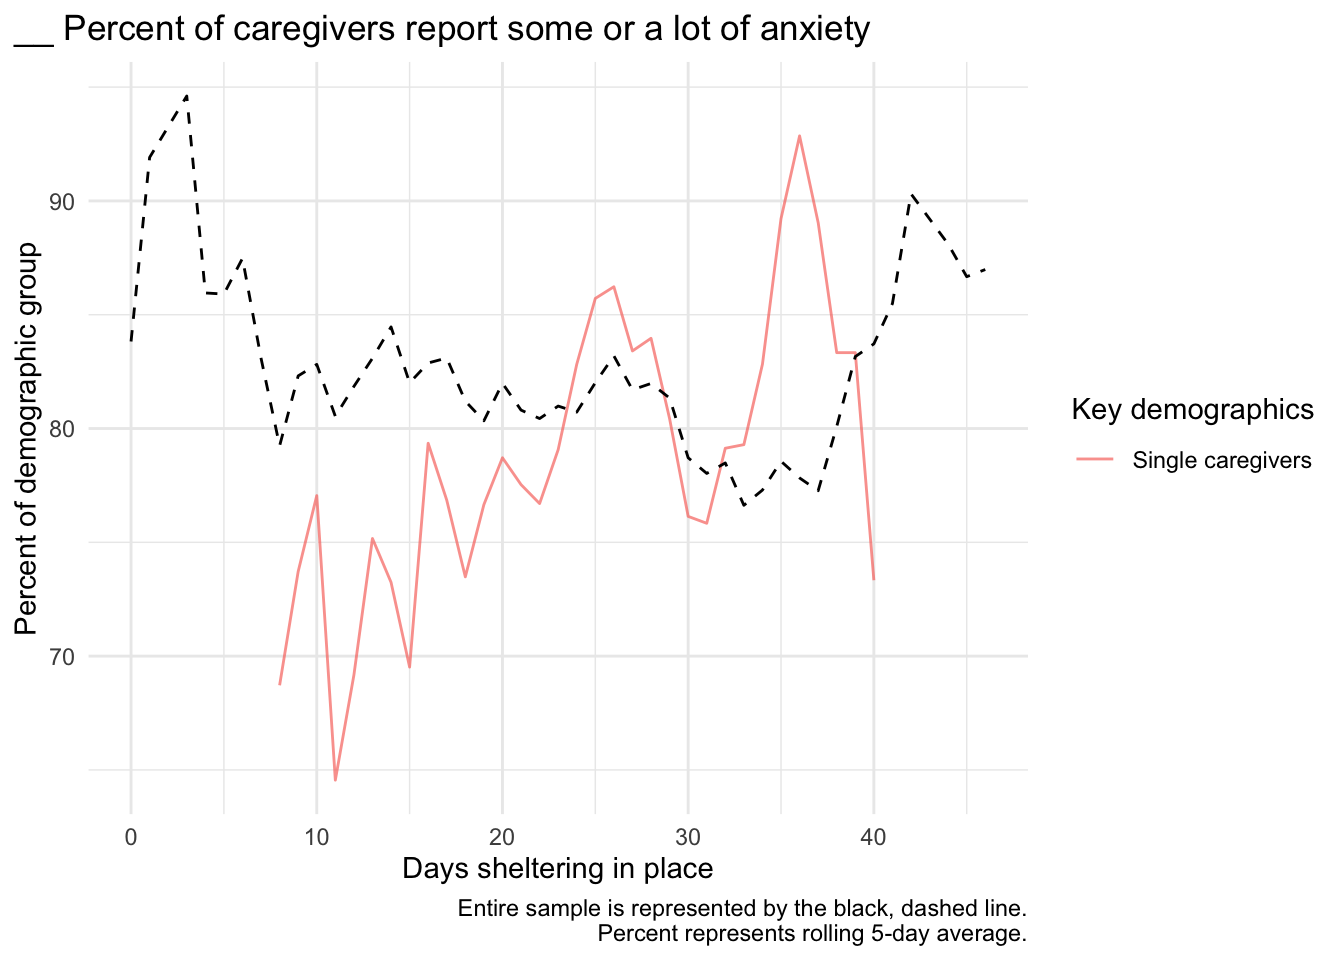 __ Percent of caregivers report some or a lot of anxiety
Percent of demographic group
90
80
70
0 10 20 30 40
Days sheltering in place
Key demographics
Single caregivers
Entire sample is represented by the black, dashed line.
Percent represents rolling 5-day average.